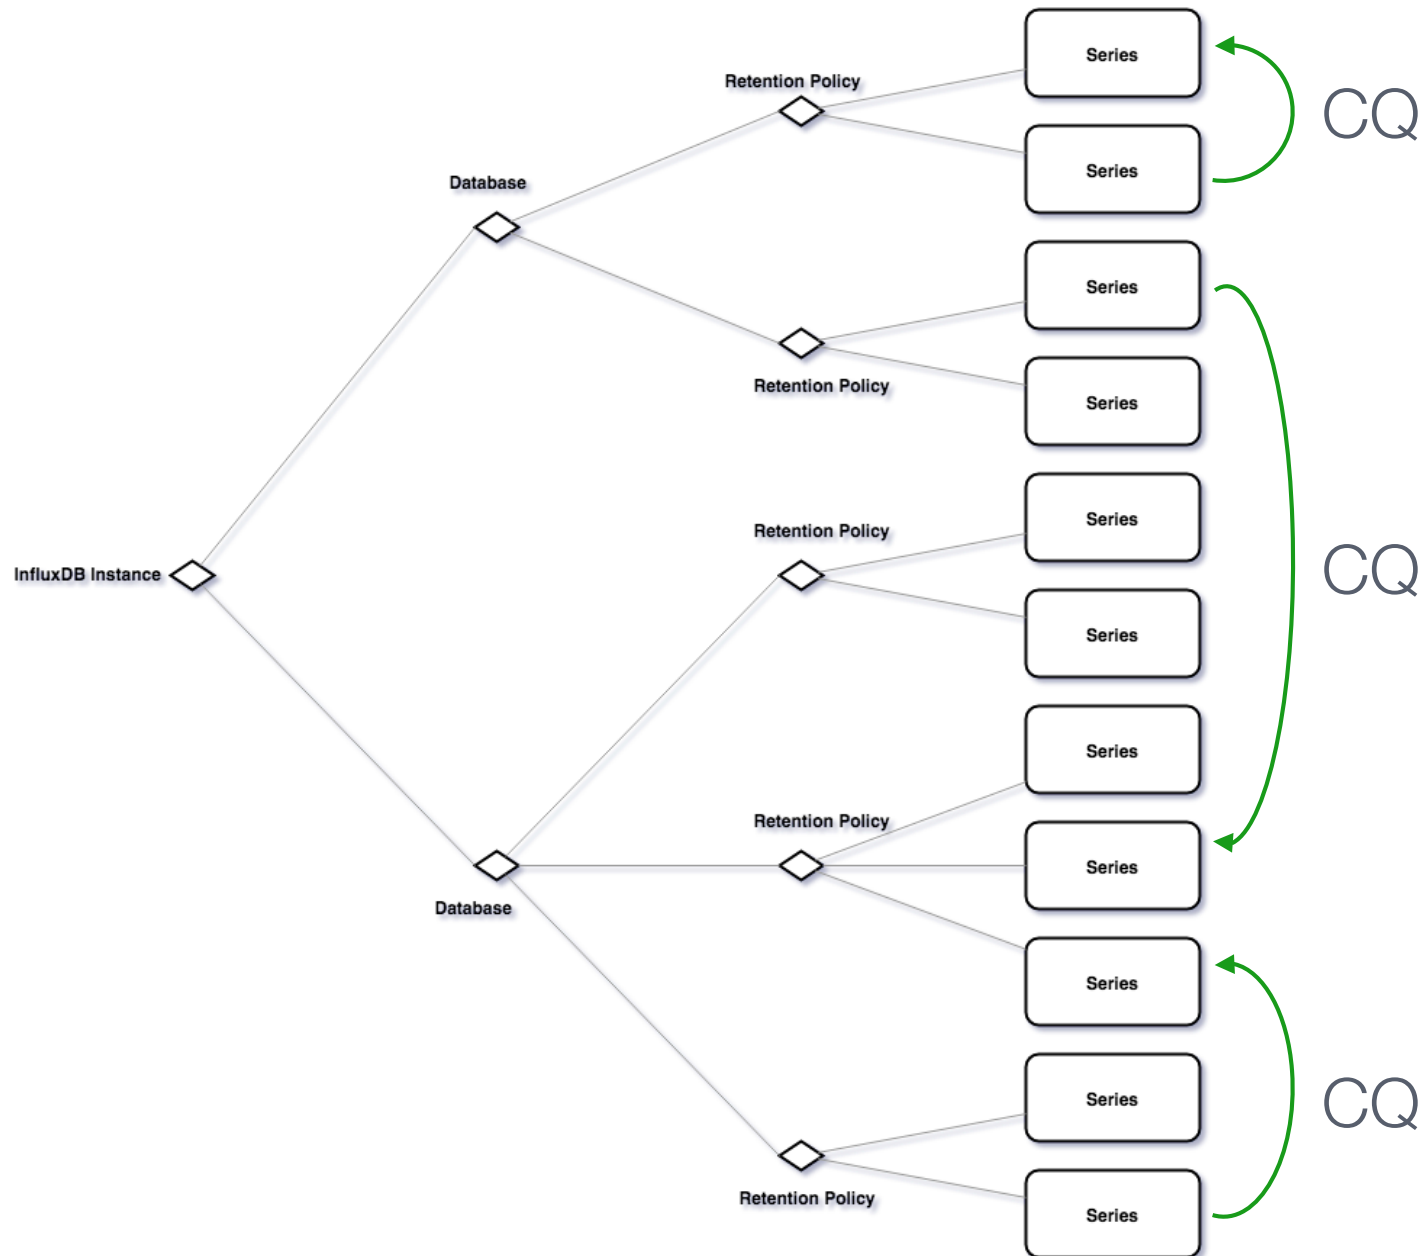 Series
CQ
Retention Policy
Series
Database
Series
Retention Policy
Series
Retention Policy
Series
InfluxDB Instance
CQ
Series
Series
Retention Policy
Series
Database
Series
Series
CQ
Retention Policy
Series